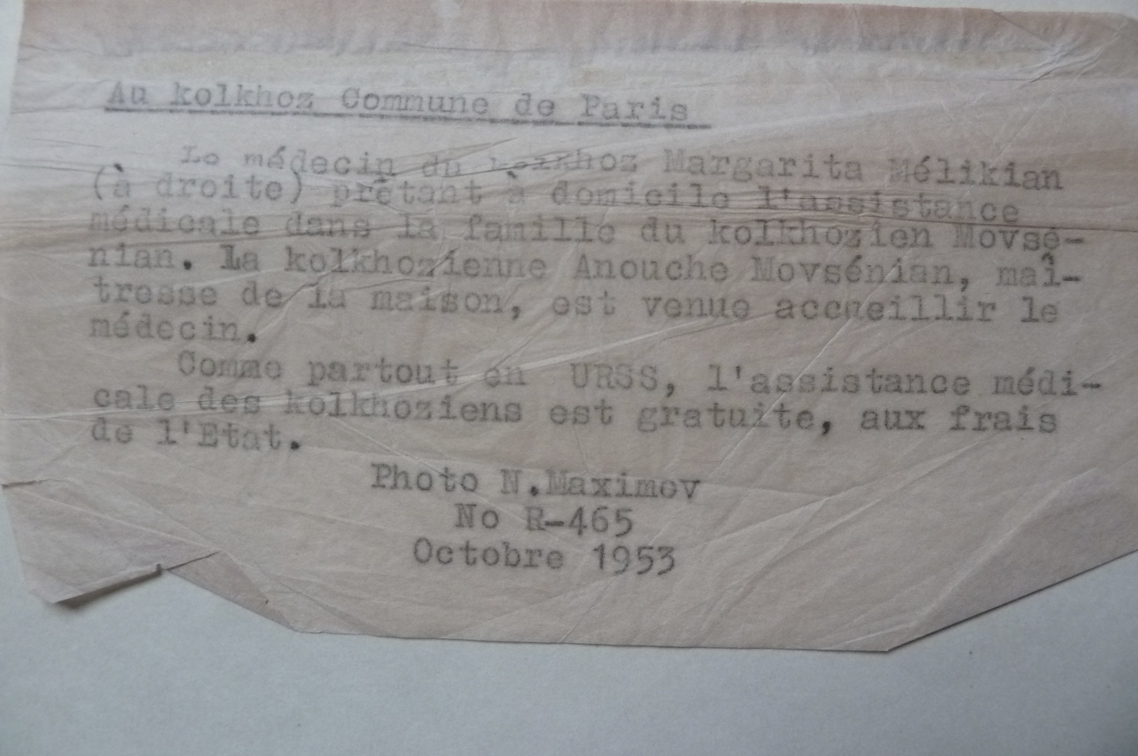 Au kolkhoz Commune de Paris
Le médecin du kolkhoz Margarita Mélikian
(à droite) prêtant à domicile l'assistance
médicale dans la famille du kolkhozien Movsé-
nian. La kolkhozienne Anouche Movsénian, maî-
tresse de la maison, est venue accueillir le
médecin.
Comme partout en URSS, l'assistance médi-
cale des kolkhoziens est gratuite, aux frais
de l'Etat.
Photo N.Maximov
No R-465
Octobre 1953